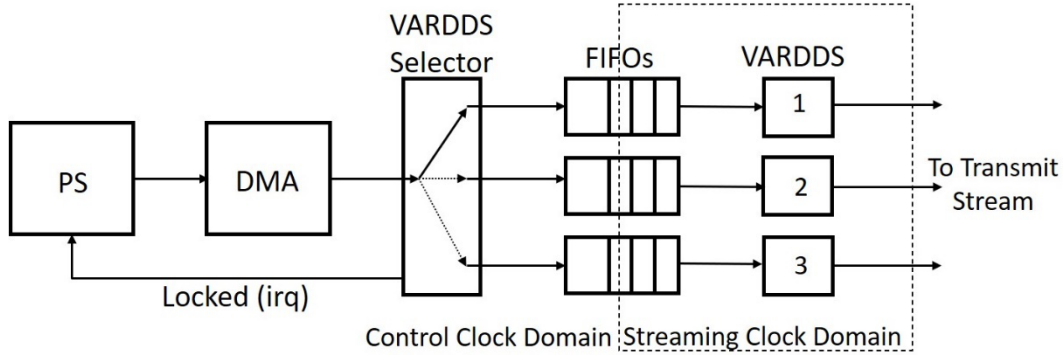 VARDDS
Selector
FIFOs
VARDDS
PS
DMA
1
2
3
To Transmit
Stream
Locked (irq)
Control Clock Domain
Streaming Clock Domain